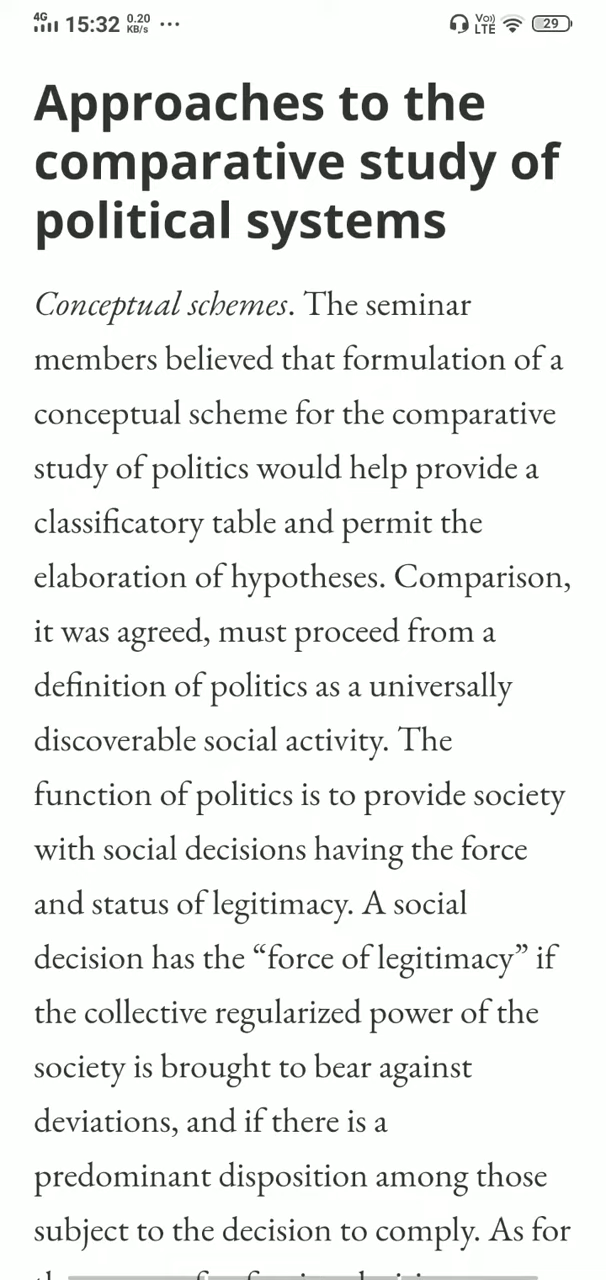 4G 15:32 0.20 KB/s ... Vo)) LTE 29
Approaches to the
comparative study of
political systems
Conceptual schemes. The seminar
members believed that formulation of a
conceptual scheme for the comparative
study of politics would help provide a
classificatory table and permit the
elaboration of hypotheses. Comparison,
it was agreed, must proceed from a
definition of politics as a universally
discoverable social activity. The
function of politics is to provide society
with social decisions having the force
and status of legitimacy. A social
decision has the “force of legitimacy” if
the collective regularized power of the
society is brought to bear against
deviations, and if there is a
predominant disposition among those
subject to the decision to comply. As for